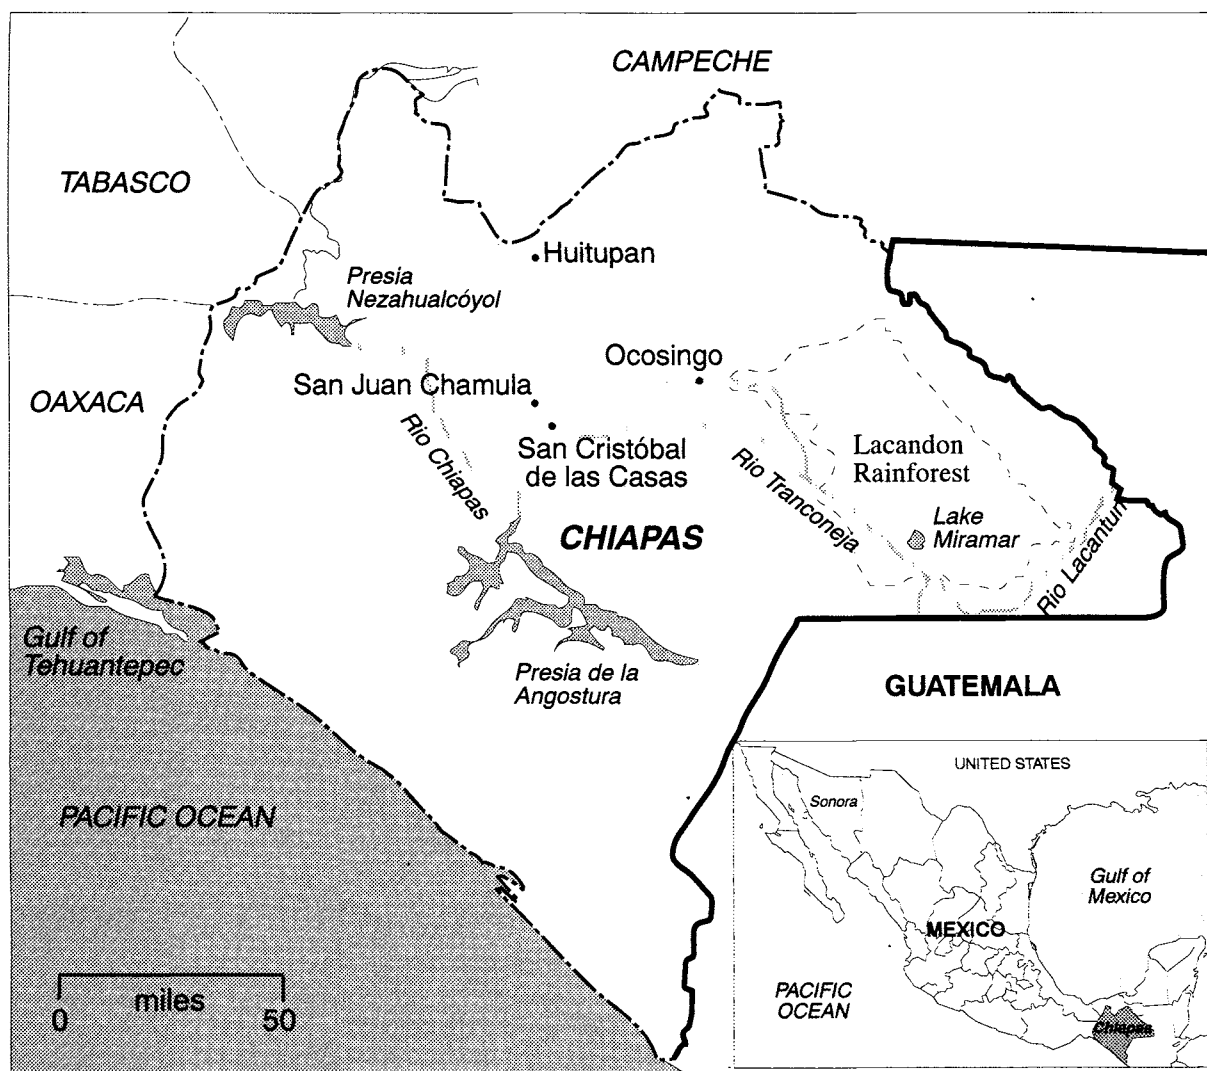 CAMPECHE
TABASCO
Huitupan
Presia
Nezahualcóyol
Ocosingo
OAXACA
San Juan Chamula
Rio Chiapas
San Cristóbal
de las Casas
Rio Tranconeja
Lacandon
Rainforest
CHIAPAS
Lake
Miramar
Rio Lacantun
Gulf of
Tehuantepec
Presia de la
Angostura
GUATEMALA
PACIFIC OCEAN
miles
0 50
UNITED STATES
Sonora
Gulf of
Mexico
MEXICO
PACIFIC
OCEAN
Chiapas